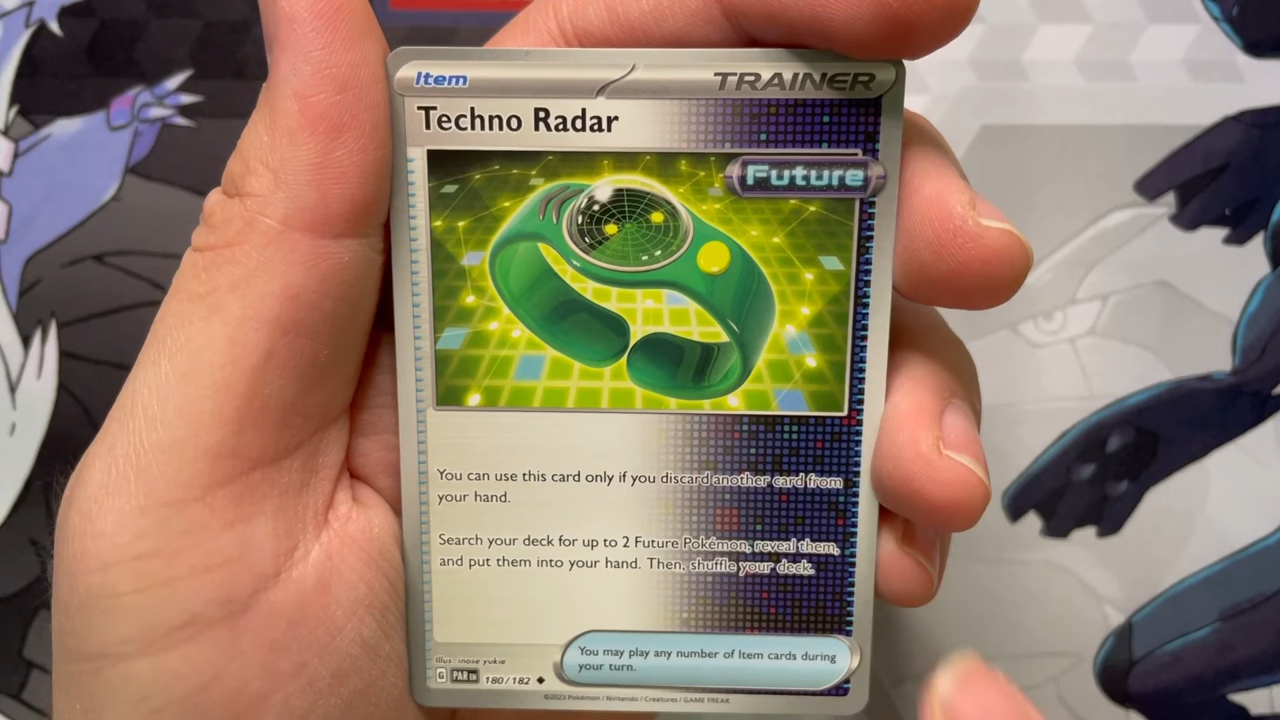 Item TRAINER
Techno Radar
Future
You can use this card only if you discard another card from
your hand.
Search your deck for up to 2 Future Pokémon, reveal them,
and put them into your hand. Then, shuffle your deck.
You may play any number of Item cards during
your turn.
Illus. inose yukie
G PAR EN 180/182
©2023 Pokémon / Nintendo / Creatures / GAME FREAK